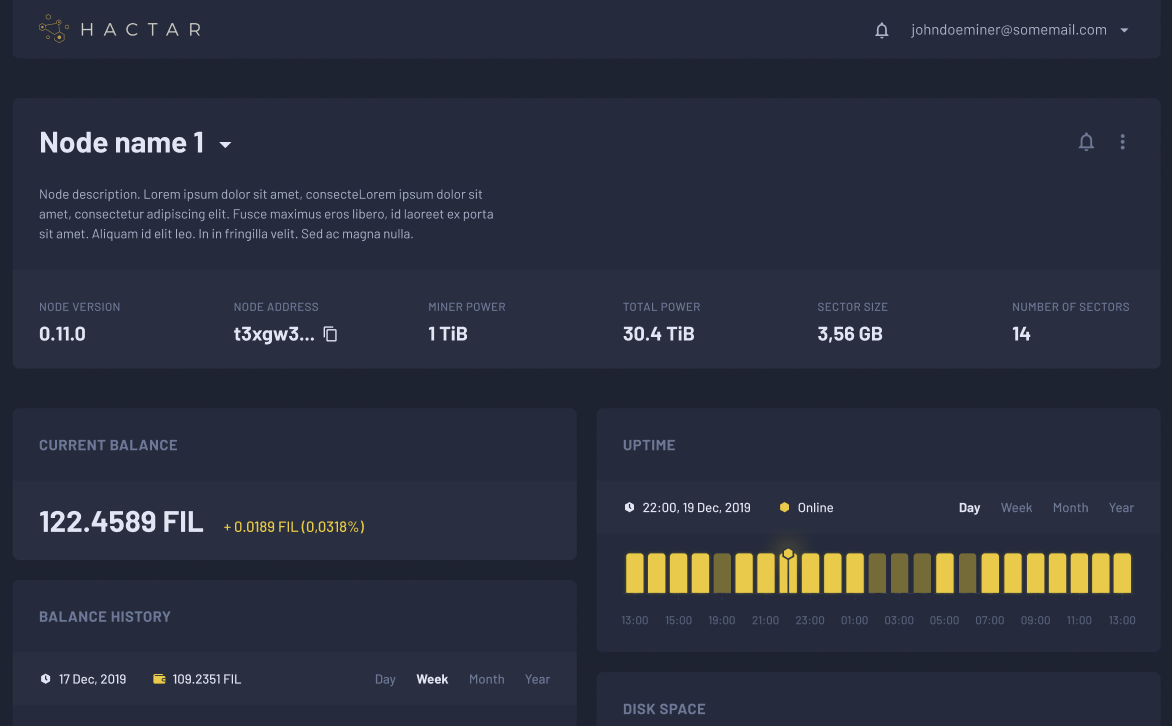 HACTAR
johndoeminer@somemail.com
Node name 1
Node description. Lorem ipsum dolor sit amet, consecteLorem ipsum dolor sit
amet, consectetur adipiscing elit. Fusce maximus eros libero, id laoreet ex porta
sit amet. Aliquam id elit leo. In in fringilla velit. Sed ac magna nulla.
NODE VERSION NODE ADDRESS MINER POWER TOTAL POWER SECTOR SIZE NUMBER OF SECTORS
0.11.0 t3xgw3... 1 TiB 30.4 TiB 3,56 GB 14
CURRENT BALANCE
122.4589 FIL + 0.0189 FIL (0,0318%)
BALANCE HISTORY
17 Dec, 2019 109.2351 FIL Day Week Month Year
UPTIME
22:00, 19 Dec, 2019 Online Day Week Month Year
13:00 15:00 19:00 21:00 23:00 01:00 03:00 05:00 07:00 09:00 11:00 13:00
DISK SPACE